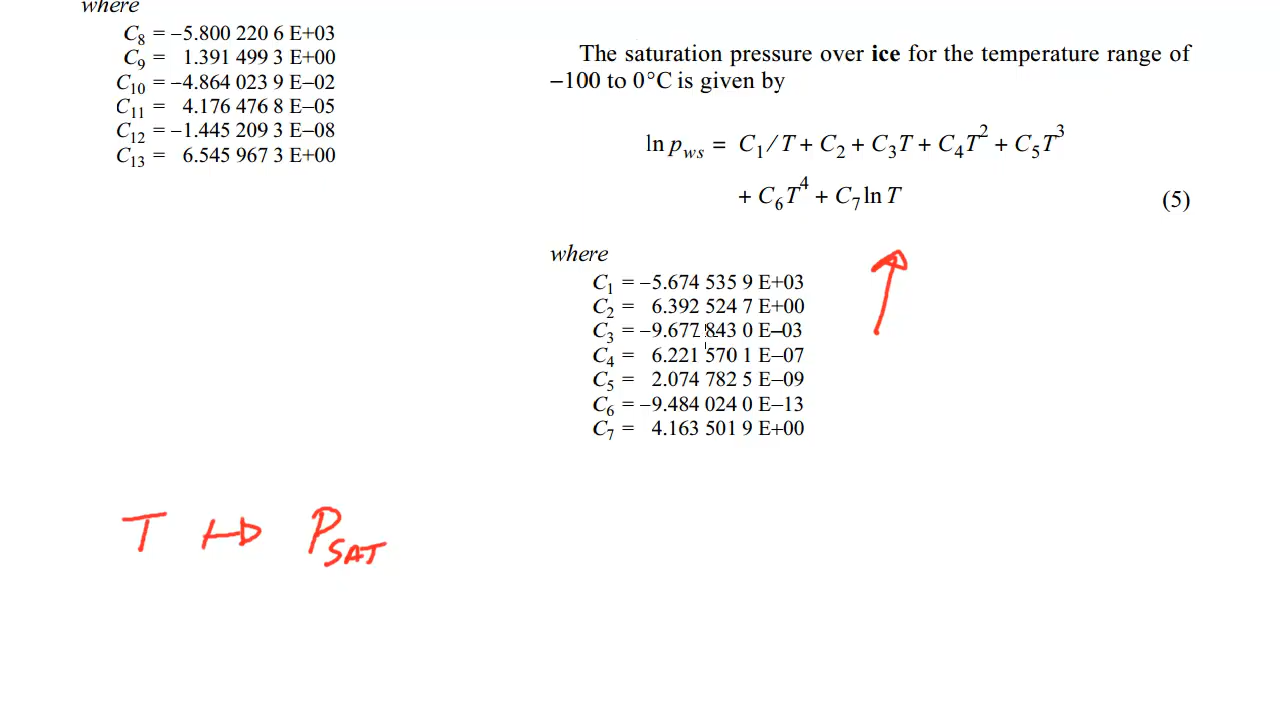 where
C8 = −5.800 220 6 E+03
C9 = 1.391 499 3 E+00
C10 = −4.864 023 9 E−02
C11 = 4.176 476 8 E−05
C12 = −1.445 209 3 E−08
C13 = 6.545 967 3 E+00
The saturation pressure over ice for the temperature range of
−100 to 0°C is given by
ln pws = C1/T + C2 + C3T + C4T² + C5T³
+ C6T⁴ + C7 ln T (5)
where
C1 = −5.674 535 9 E+03
C2 = 6.392 524 7 E+00
C3 = −9.677 843 0 E−03
C4 = 6.221 570 1 E−07
C5 = 2.074 782 5 E−09
C6 = −9.484 024 0 E−13
C7 = 4.163 501 9 E+00
T ↦ PSAT